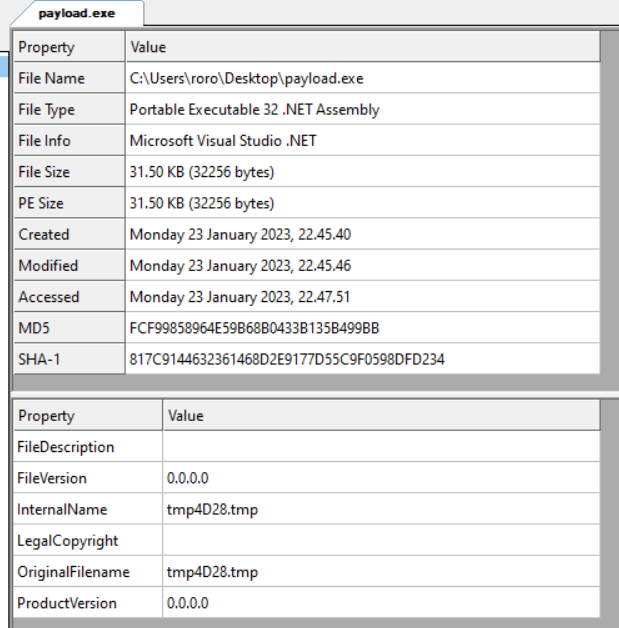 payload.exe
Property Value
File Name C:\Users\roro\Desktop\payload.exe
File Type Portable Executable 32 .NET Assembly
File Info Microsoft Visual Studio .NET
File Size 31.50 KB (32256 bytes)
PE Size 31.50 KB (32256 bytes)
Created Monday 23 January 2023, 22.45.40
Modified Monday 23 January 2023, 22.45.46
Accessed Monday 23 January 2023, 22.47.51
MD5 FCF99858964E59B68B0433B135B499BB
SHA-1 817C9144632361468D2E9177D55C9F0598DFD234
Property Value
FileDescription
FileVersion 0.0.0.0
InternalName tmp4D28.tmp
LegalCopyright
OriginalFilename tmp4D28.tmp
ProductVersion 0.0.0.0